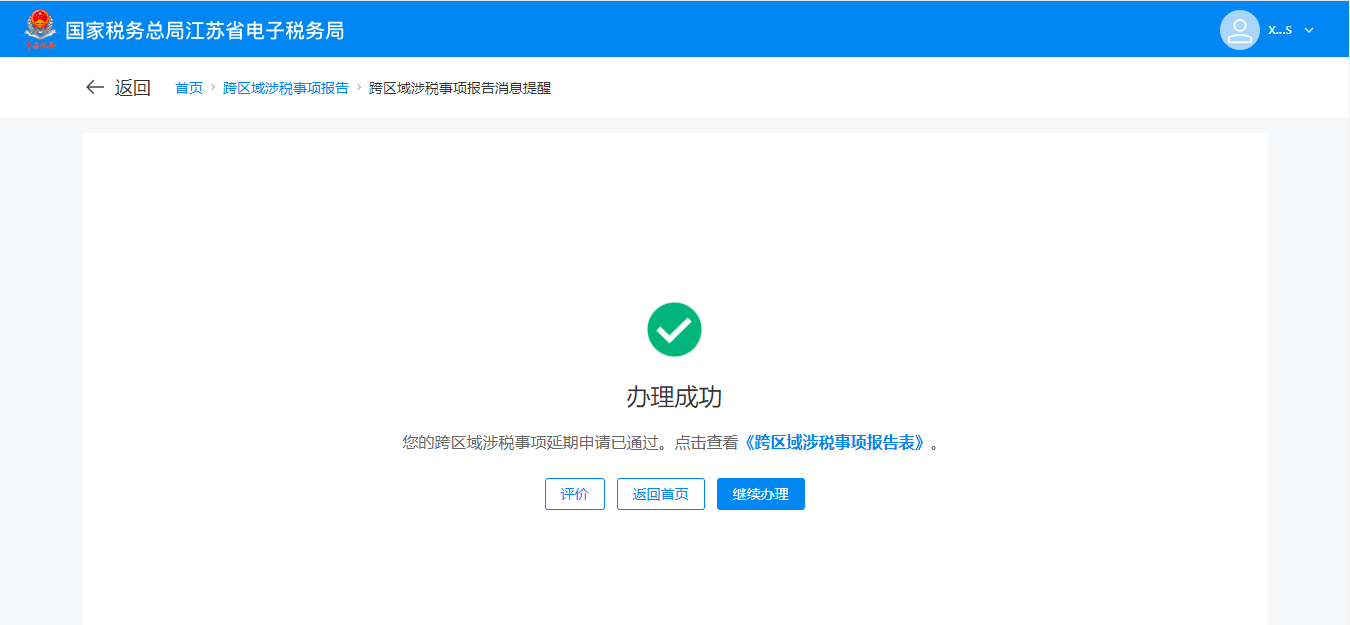 国家税务总局江苏省电子税务局
x...s
返回 首页 > 跨区域涉税事项报告 > 跨区域涉税事项报告消息提醒
办理成功
您的跨区域涉税事项延期申请已通过。点击查看《跨区域涉税事项报告表》。
评价 返回首页 继续办理